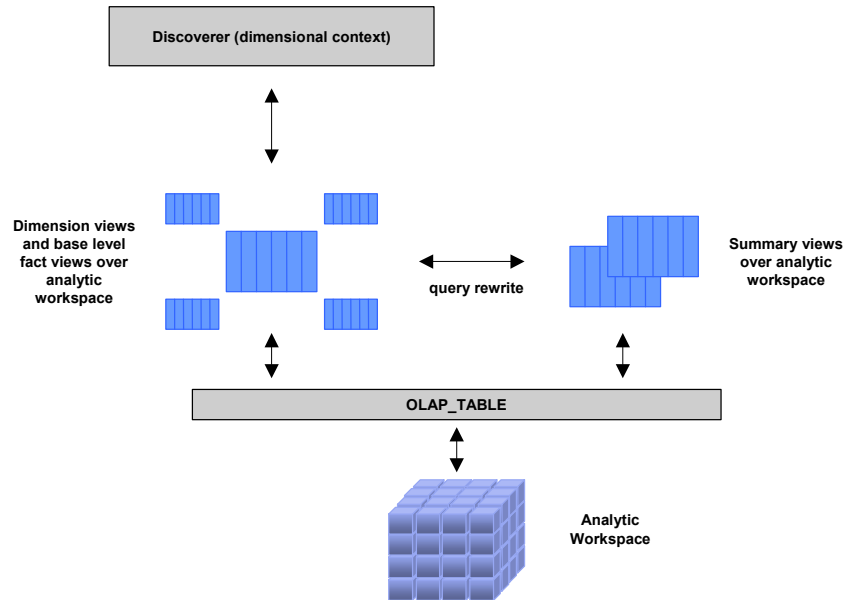 Discoverer (dimensional context)
Dimension views
and base level
fact views over
analytic
workspace
query rewrite
Summary views
over analytic
workspace
OLAP_TABLE
Analytic
Workspace